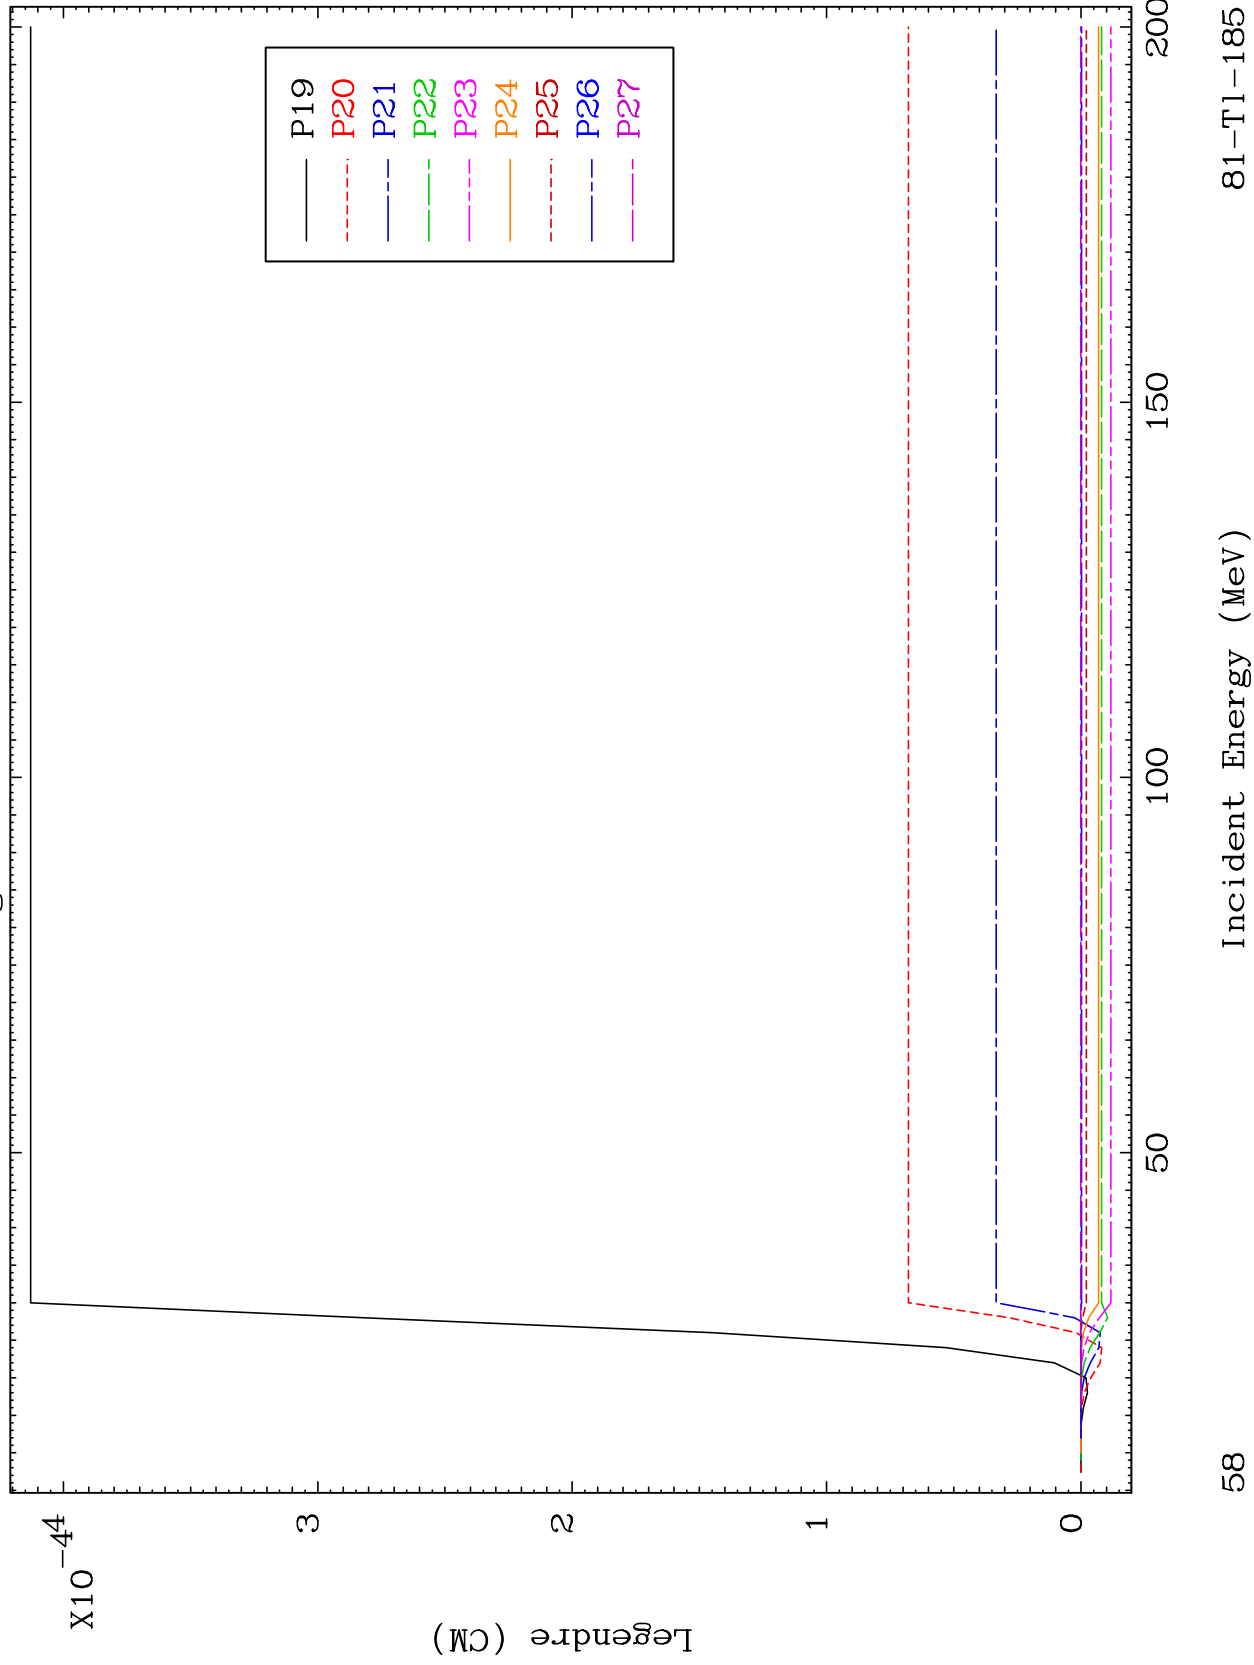 X10⁻⁴
4
3
2
1
0
Legendre (CM)
P19
P20
P21
P22
P23
P24
P25
P26
P27
50
100
150
200
Incident Energy (MeV)
58
81-Tl-185